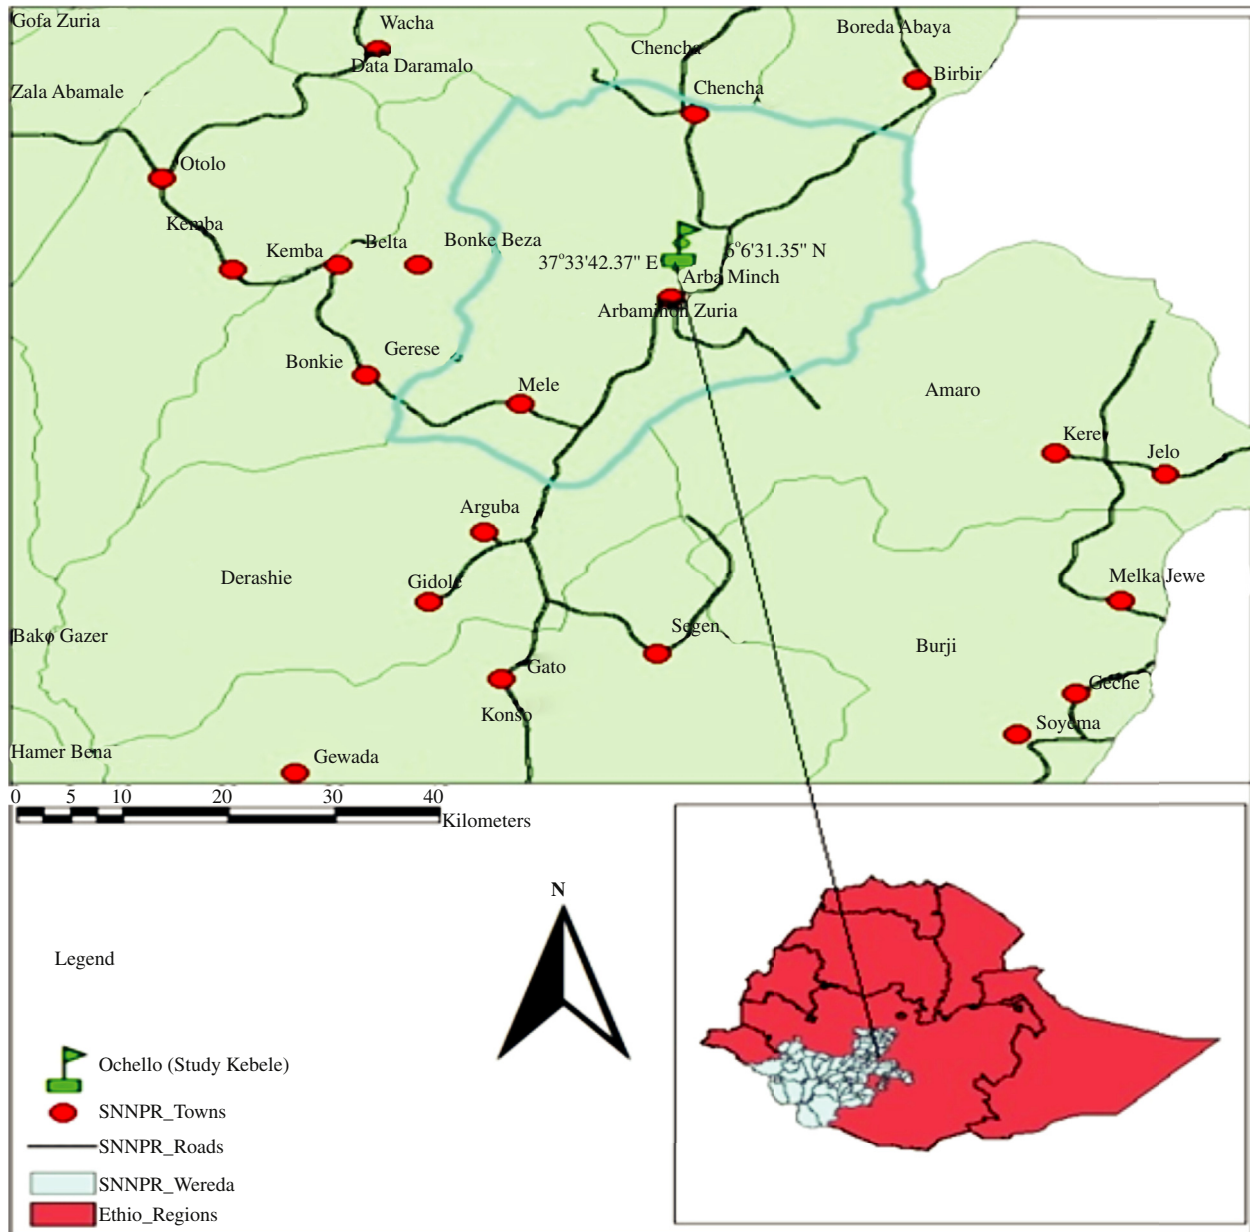 Gofa Zuria
Wacha
Boreda Abaya
Chencha
Data Daramalo
Birbir
Zala Abamale
Chencha
Otolo
Kemba
Kemba
Belta
Bonke Beza
37°33'42.37" E
6°6'31.35" N
Arba Minch
Arbaminch Zuria
Bonkie
Gerese
Mele
Amaro
Kere
Jelo
Arguba
Derashie
Gidole
Melka Jewe
Bako Gazer
Segen
Burji
Gato
Geche
Konso
Soyema
Hamer Bena
Gewada
0 5 10 20 30 40
Kilometers
N
Legend
Ochello (Study Kebele)
SNNPR_Towns
SNNPR_Roads
SNNPR_Wereda
Ethio_Regions